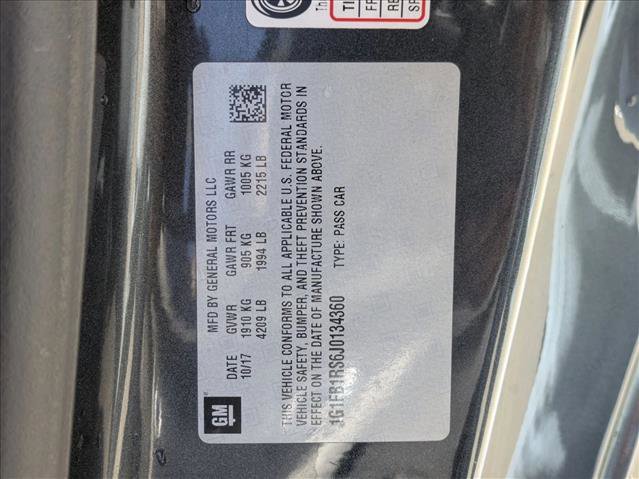 MFD BY GENERAL MOTORS LLC
DATE GVWR GAWR FRT GAWR RR
10/17 1910 KG 905 KG 1005 KG
4209 LB 1994 LB 2215 LB
THIS VEHICLE CONFORMS TO ALL APPLICABLE U.S. FEDERAL MOTOR
VEHICLE SAFETY, BUMPER, AND THEFT PREVENTION STANDARDS IN
EFFECT ON THE DATE OF MANUFACTURE SHOWN ABOVE.
1G1FB1RS6J0134360 TYPE: PASS CAR
GM